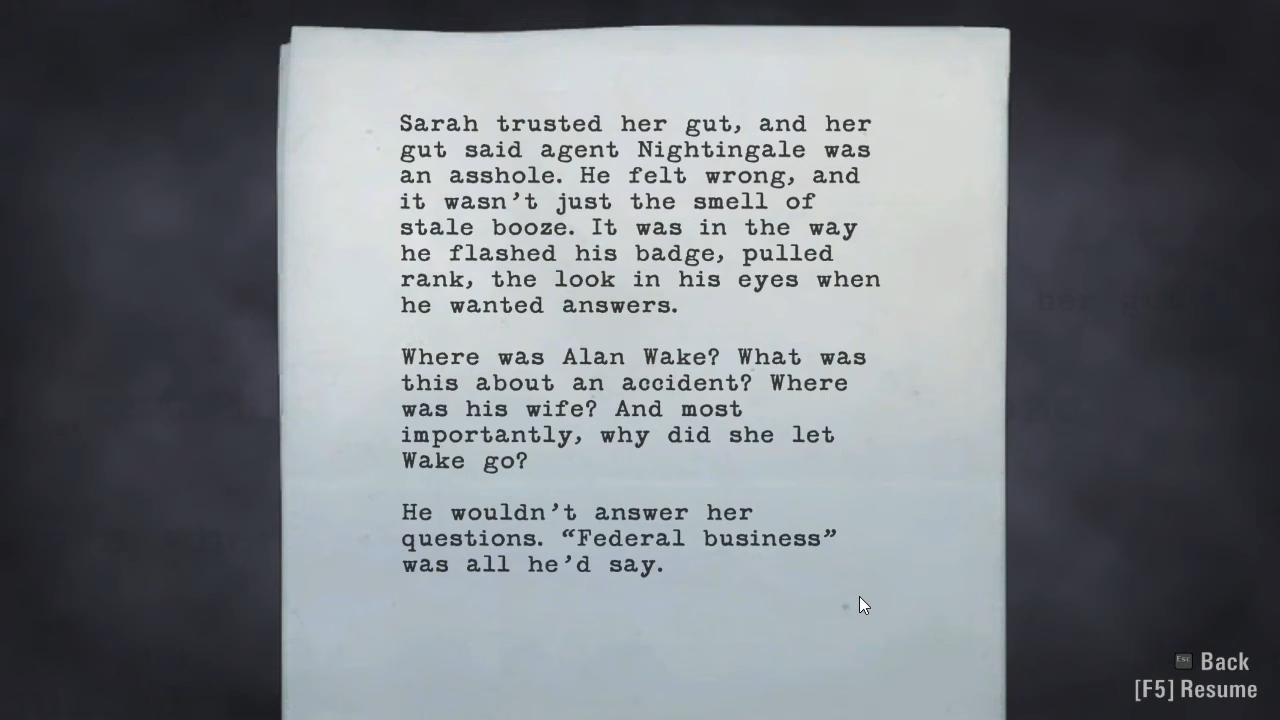 Sarah trusted her gut, and her
gut said agent Nightingale was
an asshole. He felt wrong, and
it wasn’t just the smell of
stale booze. It was in the way
he flashed his badge, pulled
rank, the look in his eyes when
he wanted answers.
Where was Alan Wake? What was
this about an accident? Where
was his wife? And most
importantly, why did she let
Wake go?
He wouldn’t answer her
questions. “Federal business”
was all he’d say.
Esc Back
[F5] Resume